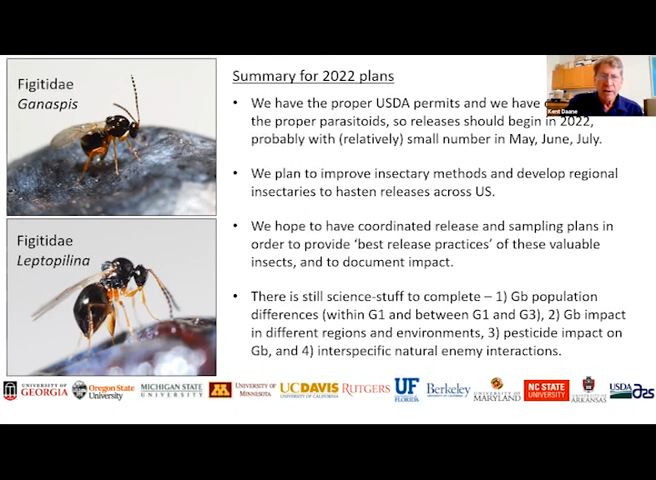 Figitidae
Ganaspis
Figitidae
Leptopilina
Summary for 2022 plans
• We have the proper USDA permits and we have
the proper parasitoids, so releases should begin in 2022,
probably with (relatively) small number in May, June, July.
• We plan to improve insectary methods and develop regional
insectaries to hasten releases across US.
• We hope to have coordinated release and sampling plans in
order to provide ‘best release practices’ of these valuable
insects, and to document impact.
• There is still science-stuff to complete – 1) Gb population
differences (within G1 and between G1 and G3), 2) Gb impact
in different regions and environments, 3) pesticide impact on
Gb, and 4) interspecific natural enemy interactions.
Kent Daane
UNIVERSITY OF
GEORGIA
Oregon State
University
MICHIGAN STATE
UNIVERSITY
UNIVERSITY OF
MINNESOTA
UCDAVIS
UNIVERSITY OF CALIFORNIA
RUTGERS
UF
UNIVERSITY of
FLORIDA
Berkeley
UNIVERSITY OF CALIFORNIA
UNIVERSITY OF
MARYLAND
NC STATE
UNIVERSITY
UNIVERSITY OF
ARKANSAS
USDA
ars